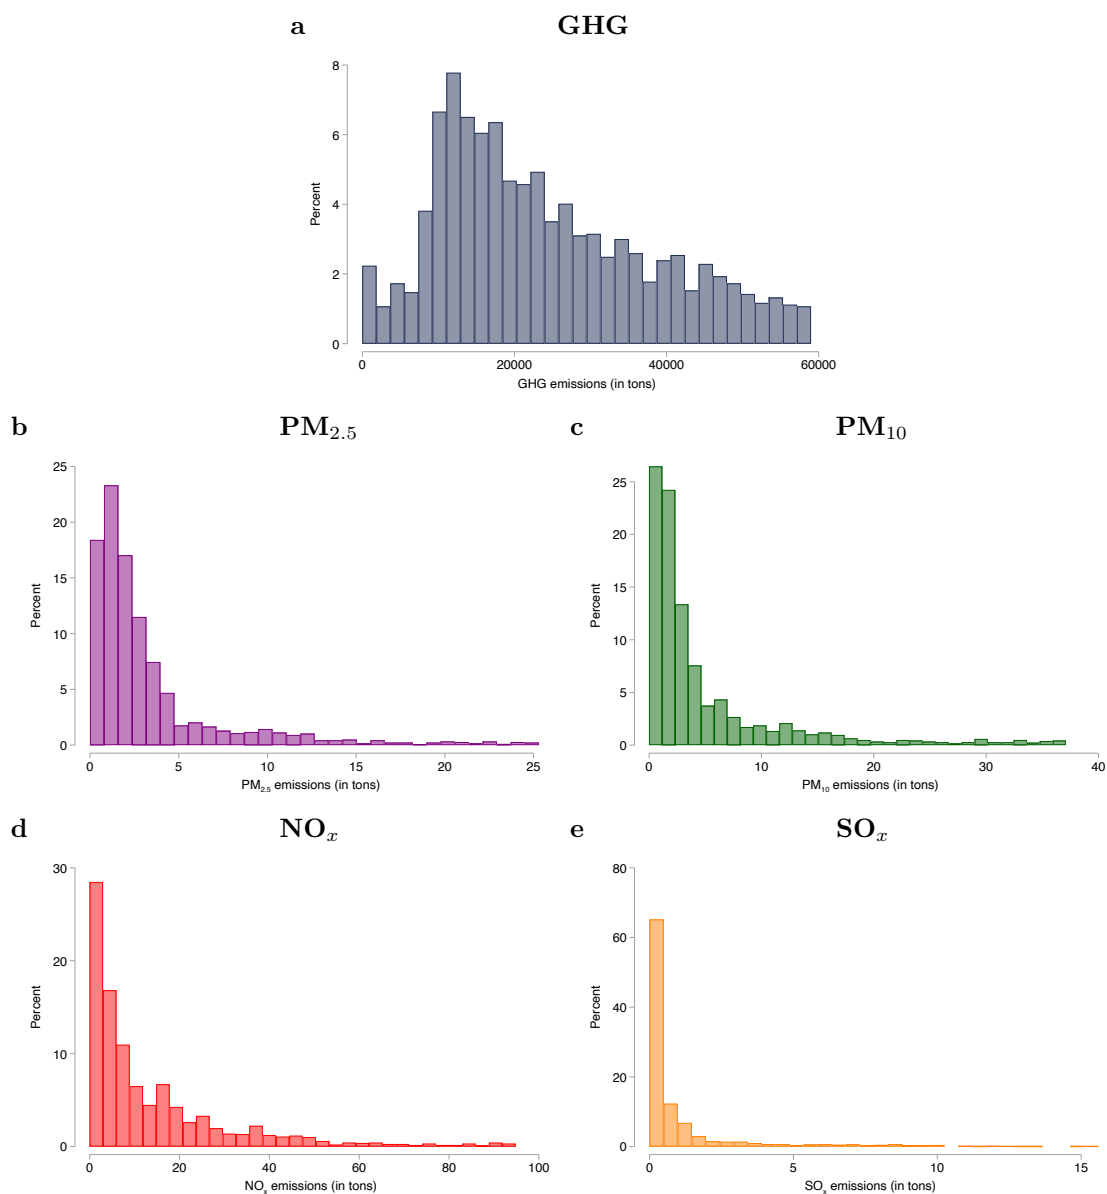 a GHG
8
6
4
2
0
Percent
0 20000 40000 60000
GHG emissions (in tons)
b PM2.5
25
20
15
10
5
0
Percent
0 5 10 15 20 25
PM2.5 emissions (in tons)
c PM10
25
20
15
10
5
0
Percent
0 10 20 30 40
PM10 emissions (in tons)
d NOx
30
20
10
0
Percent
0 20 40 60 80 100
NOx emissions (in tons)
e SOx
80
60
40
20
0
Percent
0 5 10 15
SOx emissions (in tons)